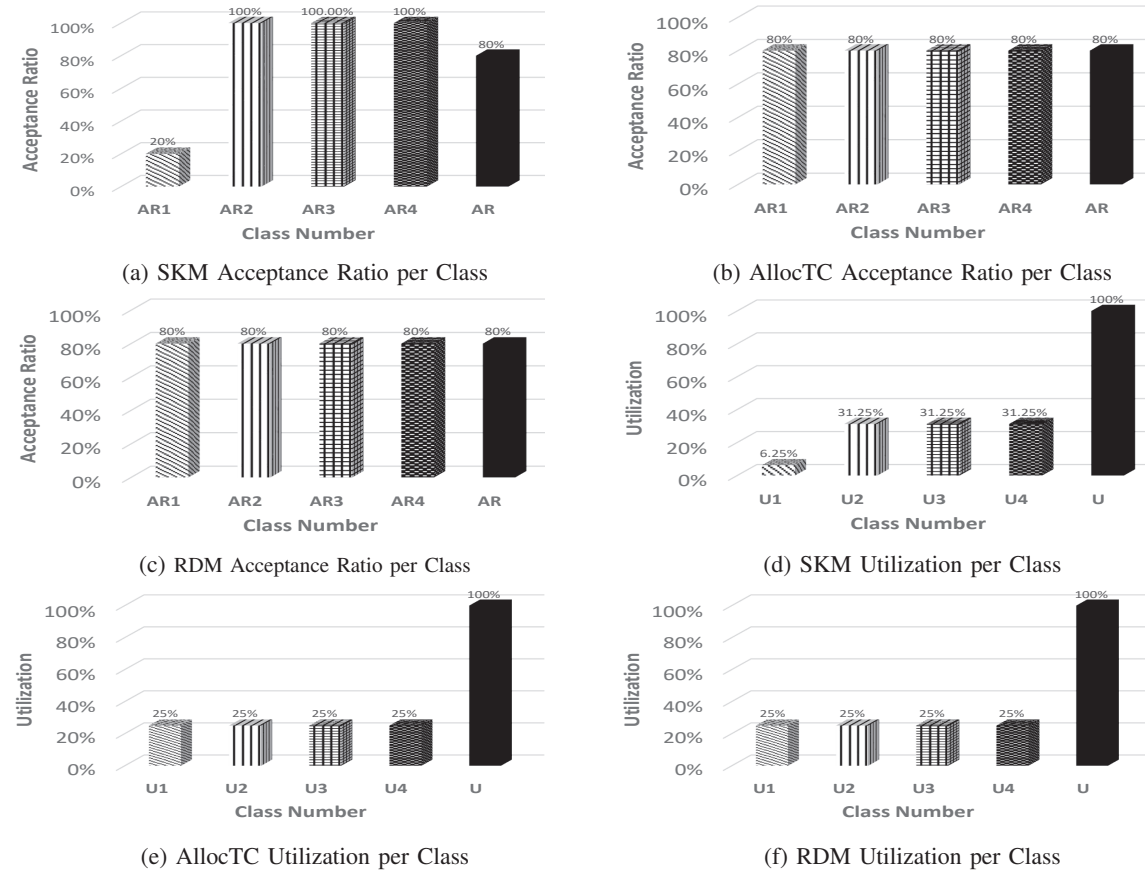 100%
80%
60%
40%
20%
0%
Acceptance Ratio
20%
100%
100.00%
100%
80%
AR1 AR2 AR3 AR4 AR
Class Number
(a) SKM Acceptance Ratio per Class
100%
80%
60%
40%
20%
0%
Acceptance Ratio
80%
80%
80%
80%
80%
AR1 AR2 AR3 AR4 AR
Class Number
(b) AllocTC Acceptance Ratio per Class
100%
80%
60%
40%
20%
0%
Acceptance Ratio
80%
80%
80%
80%
80%
AR1 AR2 AR3 AR4 AR
Class Number
(c) RDM Acceptance Ratio per Class
100%
80%
60%
40%
20%
0%
Utilization
6.25%
31.25%
31.25%
31.25%
100%
U1 U2 U3 U4 U
Class Number
(d) SKM Utilization per Class
100%
80%
60%
40%
20%
0%
Utilization
25%
25%
25%
25%
100%
U1 U2 U3 U4 U
Class Number
(e) AllocTC Utilization per Class
100%
80%
60%
40%
20%
0%
Utilization
25%
25%
25%
25%
100%
U1 U2 U3 U4 U
Class Number
(f) RDM Utilization per Class